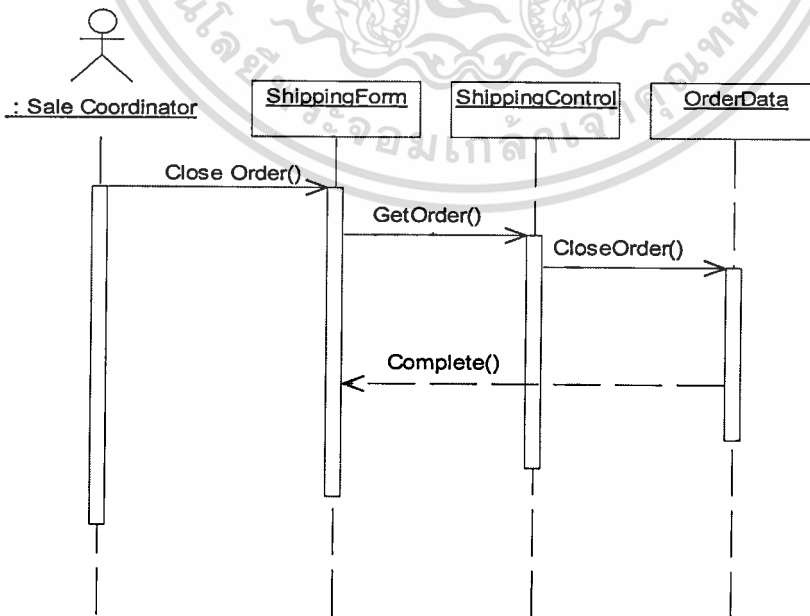 : Sale Coordinator
ShippingForm
ShippingControl
OrderData
Close Order()
GetOrder()
CloseOrder()
Complete()